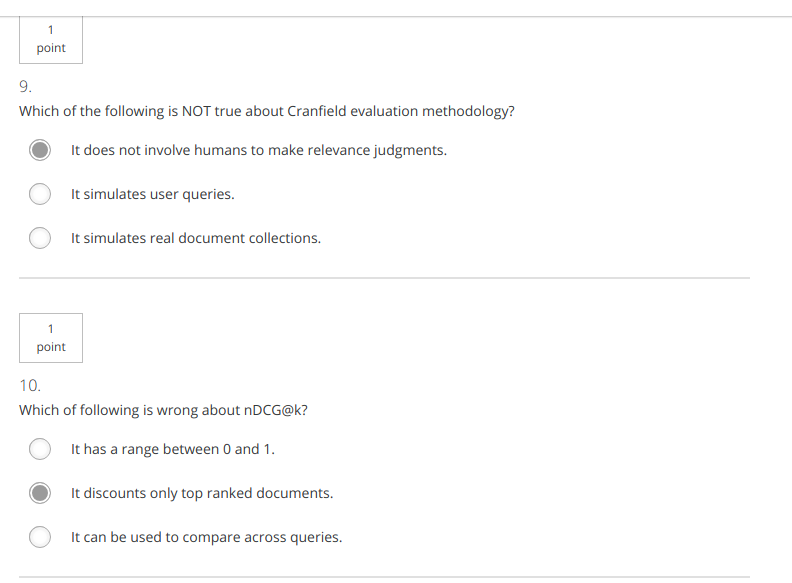 1
point
9.
Which of the following is NOT true about Cranfield evaluation methodology?
It does not involve humans to make relevance judgments.
It simulates user queries.
It simulates real document collections.
1
point
10.
Which of following is wrong about nDCG@k?
It has a range between 0 and 1.
It discounts only top ranked documents.
It can be used to compare across queries.